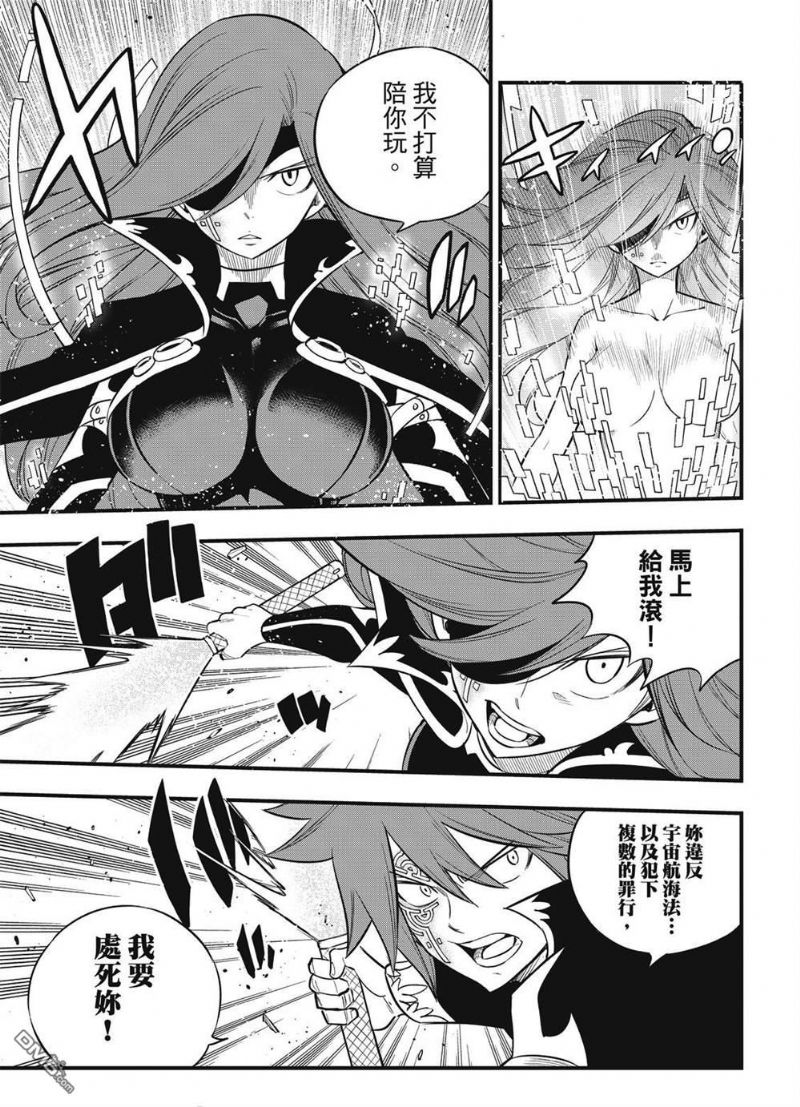 我不打算
陪你玩。
馬上
給我滾！
妳違反
宇宙航海法…
以及犯下
複數的罪行，
我要
處死妳！